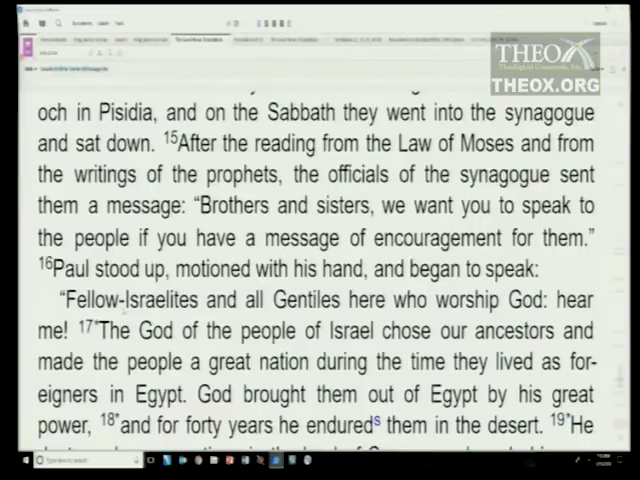 THEOX
THEOX.ORG
och in Pisidia, and on the Sabbath they went into the synagogue
and sat down. 15After the reading from the Law of Moses and from
the writings of the prophets, the officials of the synagogue sent
them a message: “Brothers and sisters, we want you to speak to
the people if you have a message of encouragement for them.”
16Paul stood up, motioned with his hand, and began to speak:
“Fellow-Israelites and all Gentiles here who worship God: hear
me! 17*The God of the people of Israel chose our ancestors and
made the people a great nation during the time they lived as for-
eigners in Egypt. God brought them out of Egypt by his great
power, 18*and for forty years he endureds them in the desert. 19*He